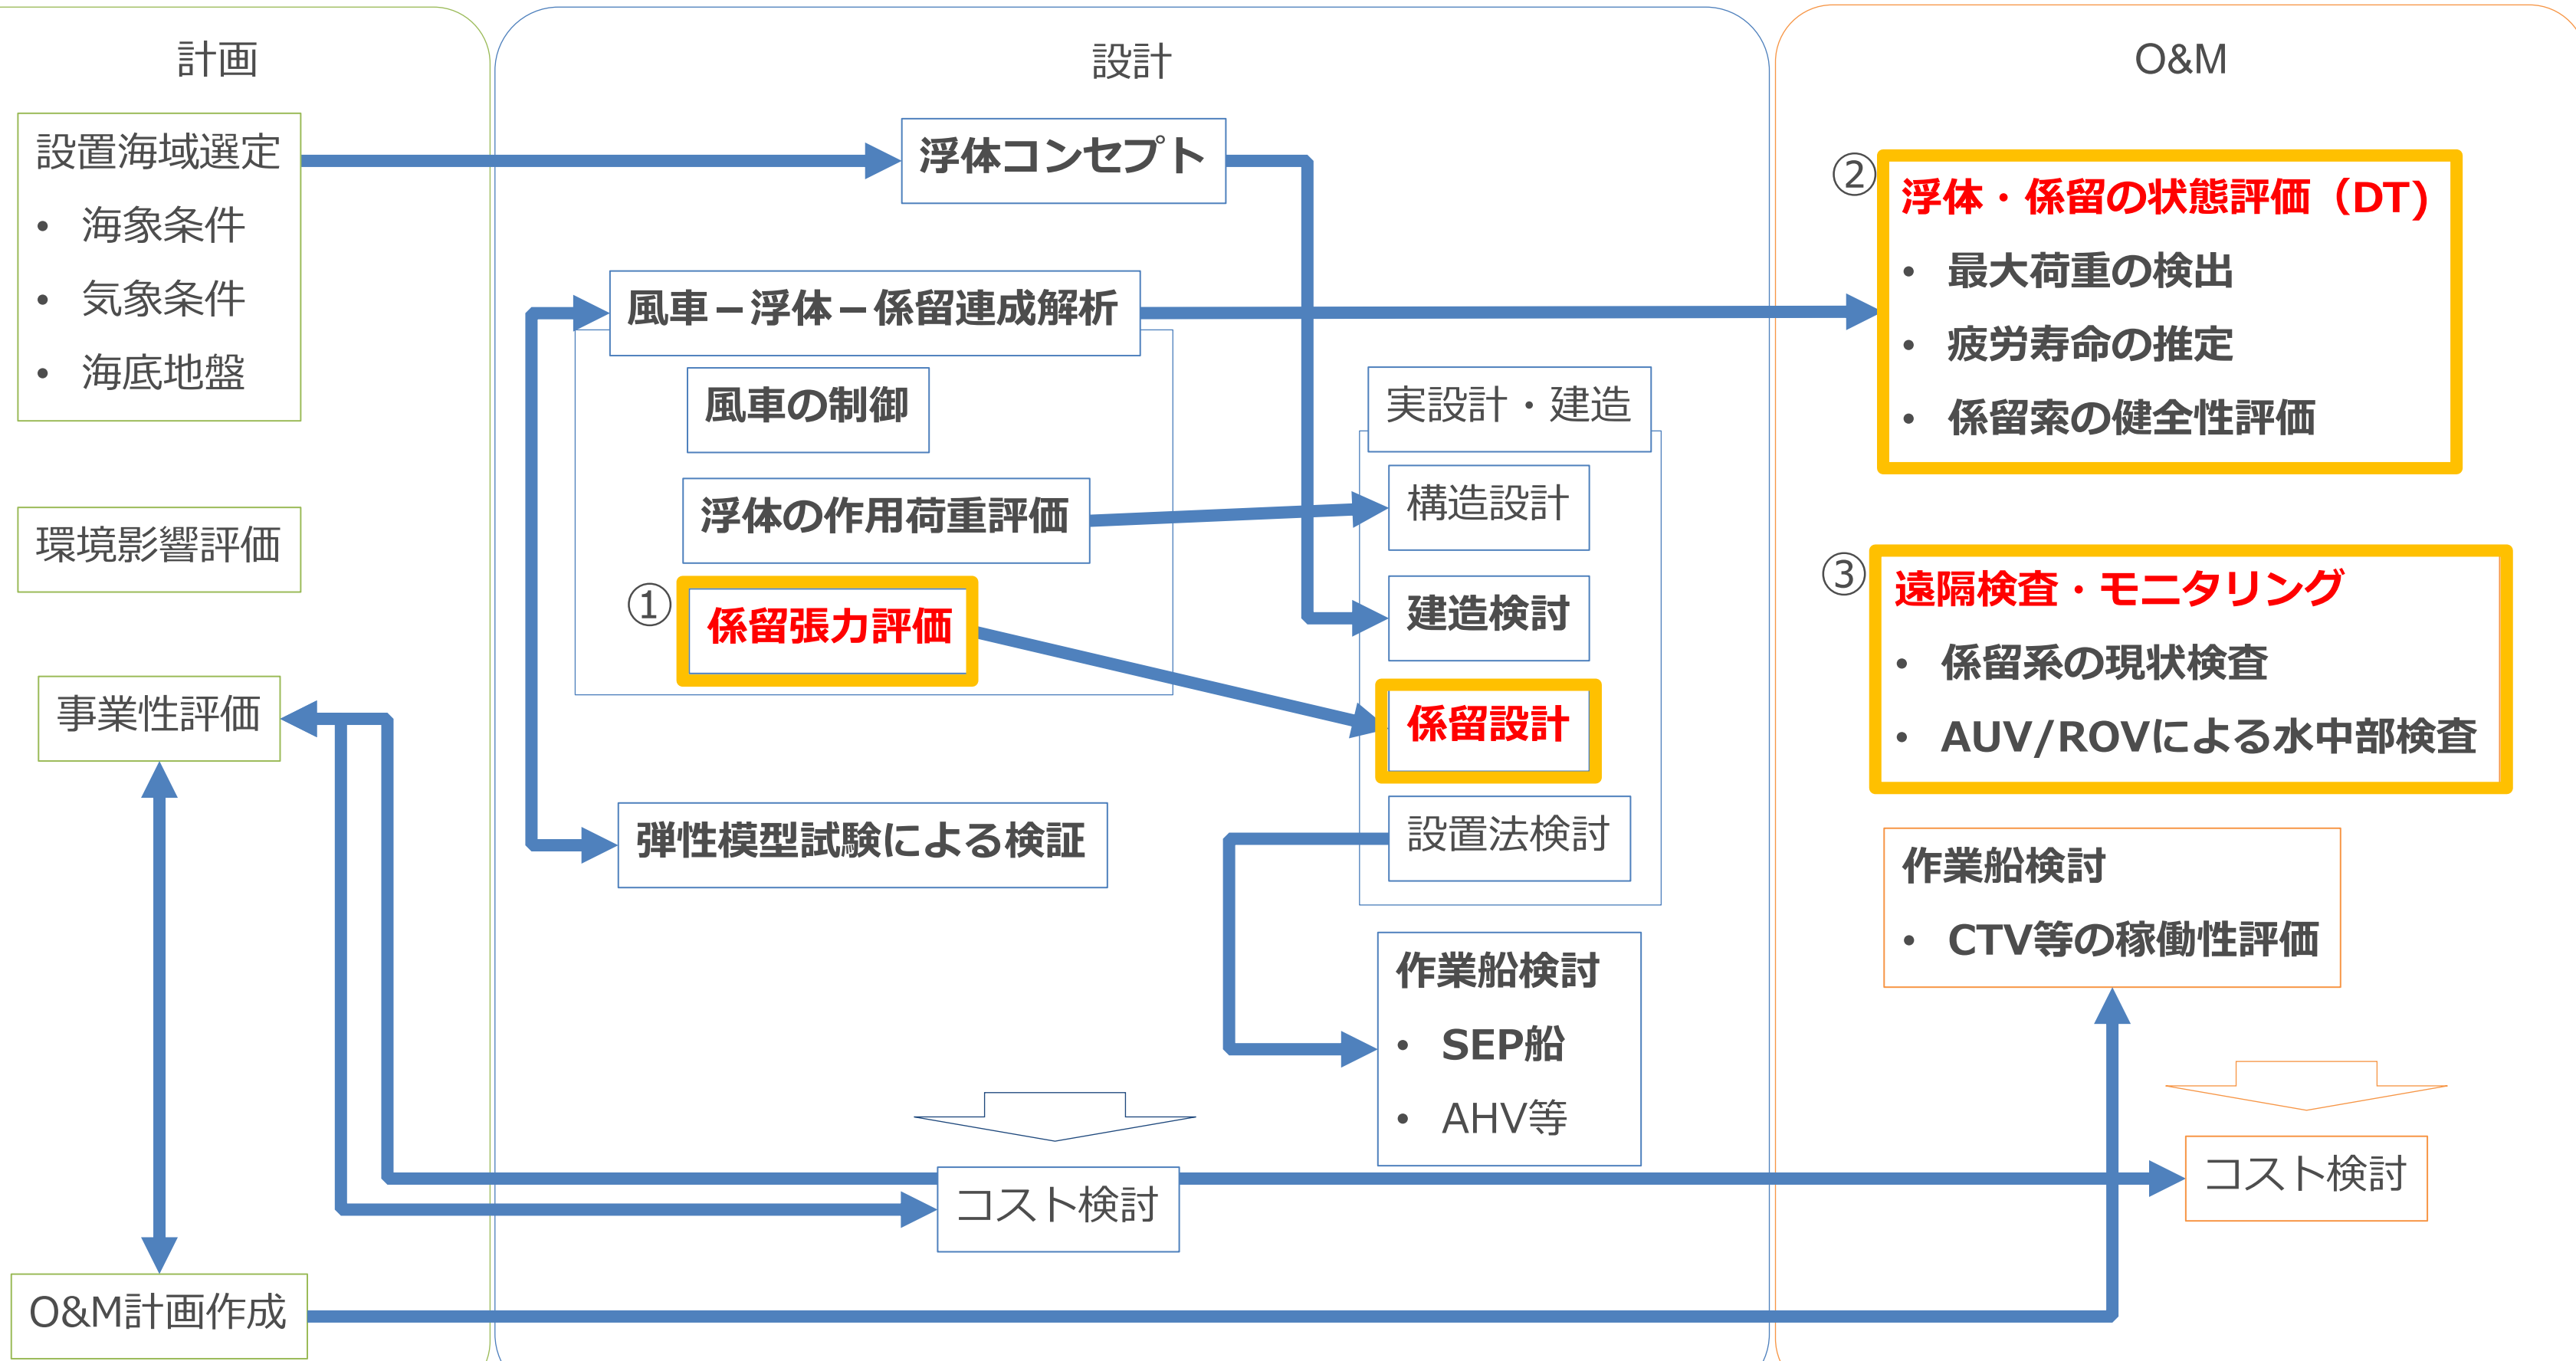 計画
設置海域選定
• 海象条件
• 気象条件
• 海底地盤
環境影響評価
事業性評価
O&M計画作成
設計
浮体コンセプト
風車－浮体－係留連成解析
風車の制御
浮体の作用荷重評価
①
係留張力評価
弾性模型試験による検証
実設計・建造
構造設計
建造検討
係留設計
設置法検討
作業船検討
• SEP船
• AHV等
コスト検討
O&M
②
浮体・係留の状態評価（DT)
• 最大荷重の検出
• 疲労寿命の推定
• 係留索の健全性評価
③
遠隔検査・モニタリング
• 係留系の現状検査
• AUV/ROVによる水中部検査
作業船検討
• CTV等の稼働性評価
コスト検討